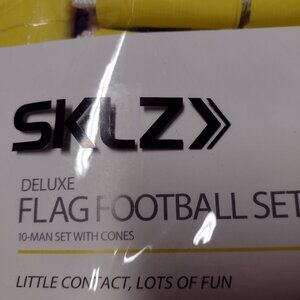 SKLZ
DELUXE
FLAG FOOTBALL SET
10-MAN SET WITH CONES
LITTLE CONTACT, LOTS OF FUN